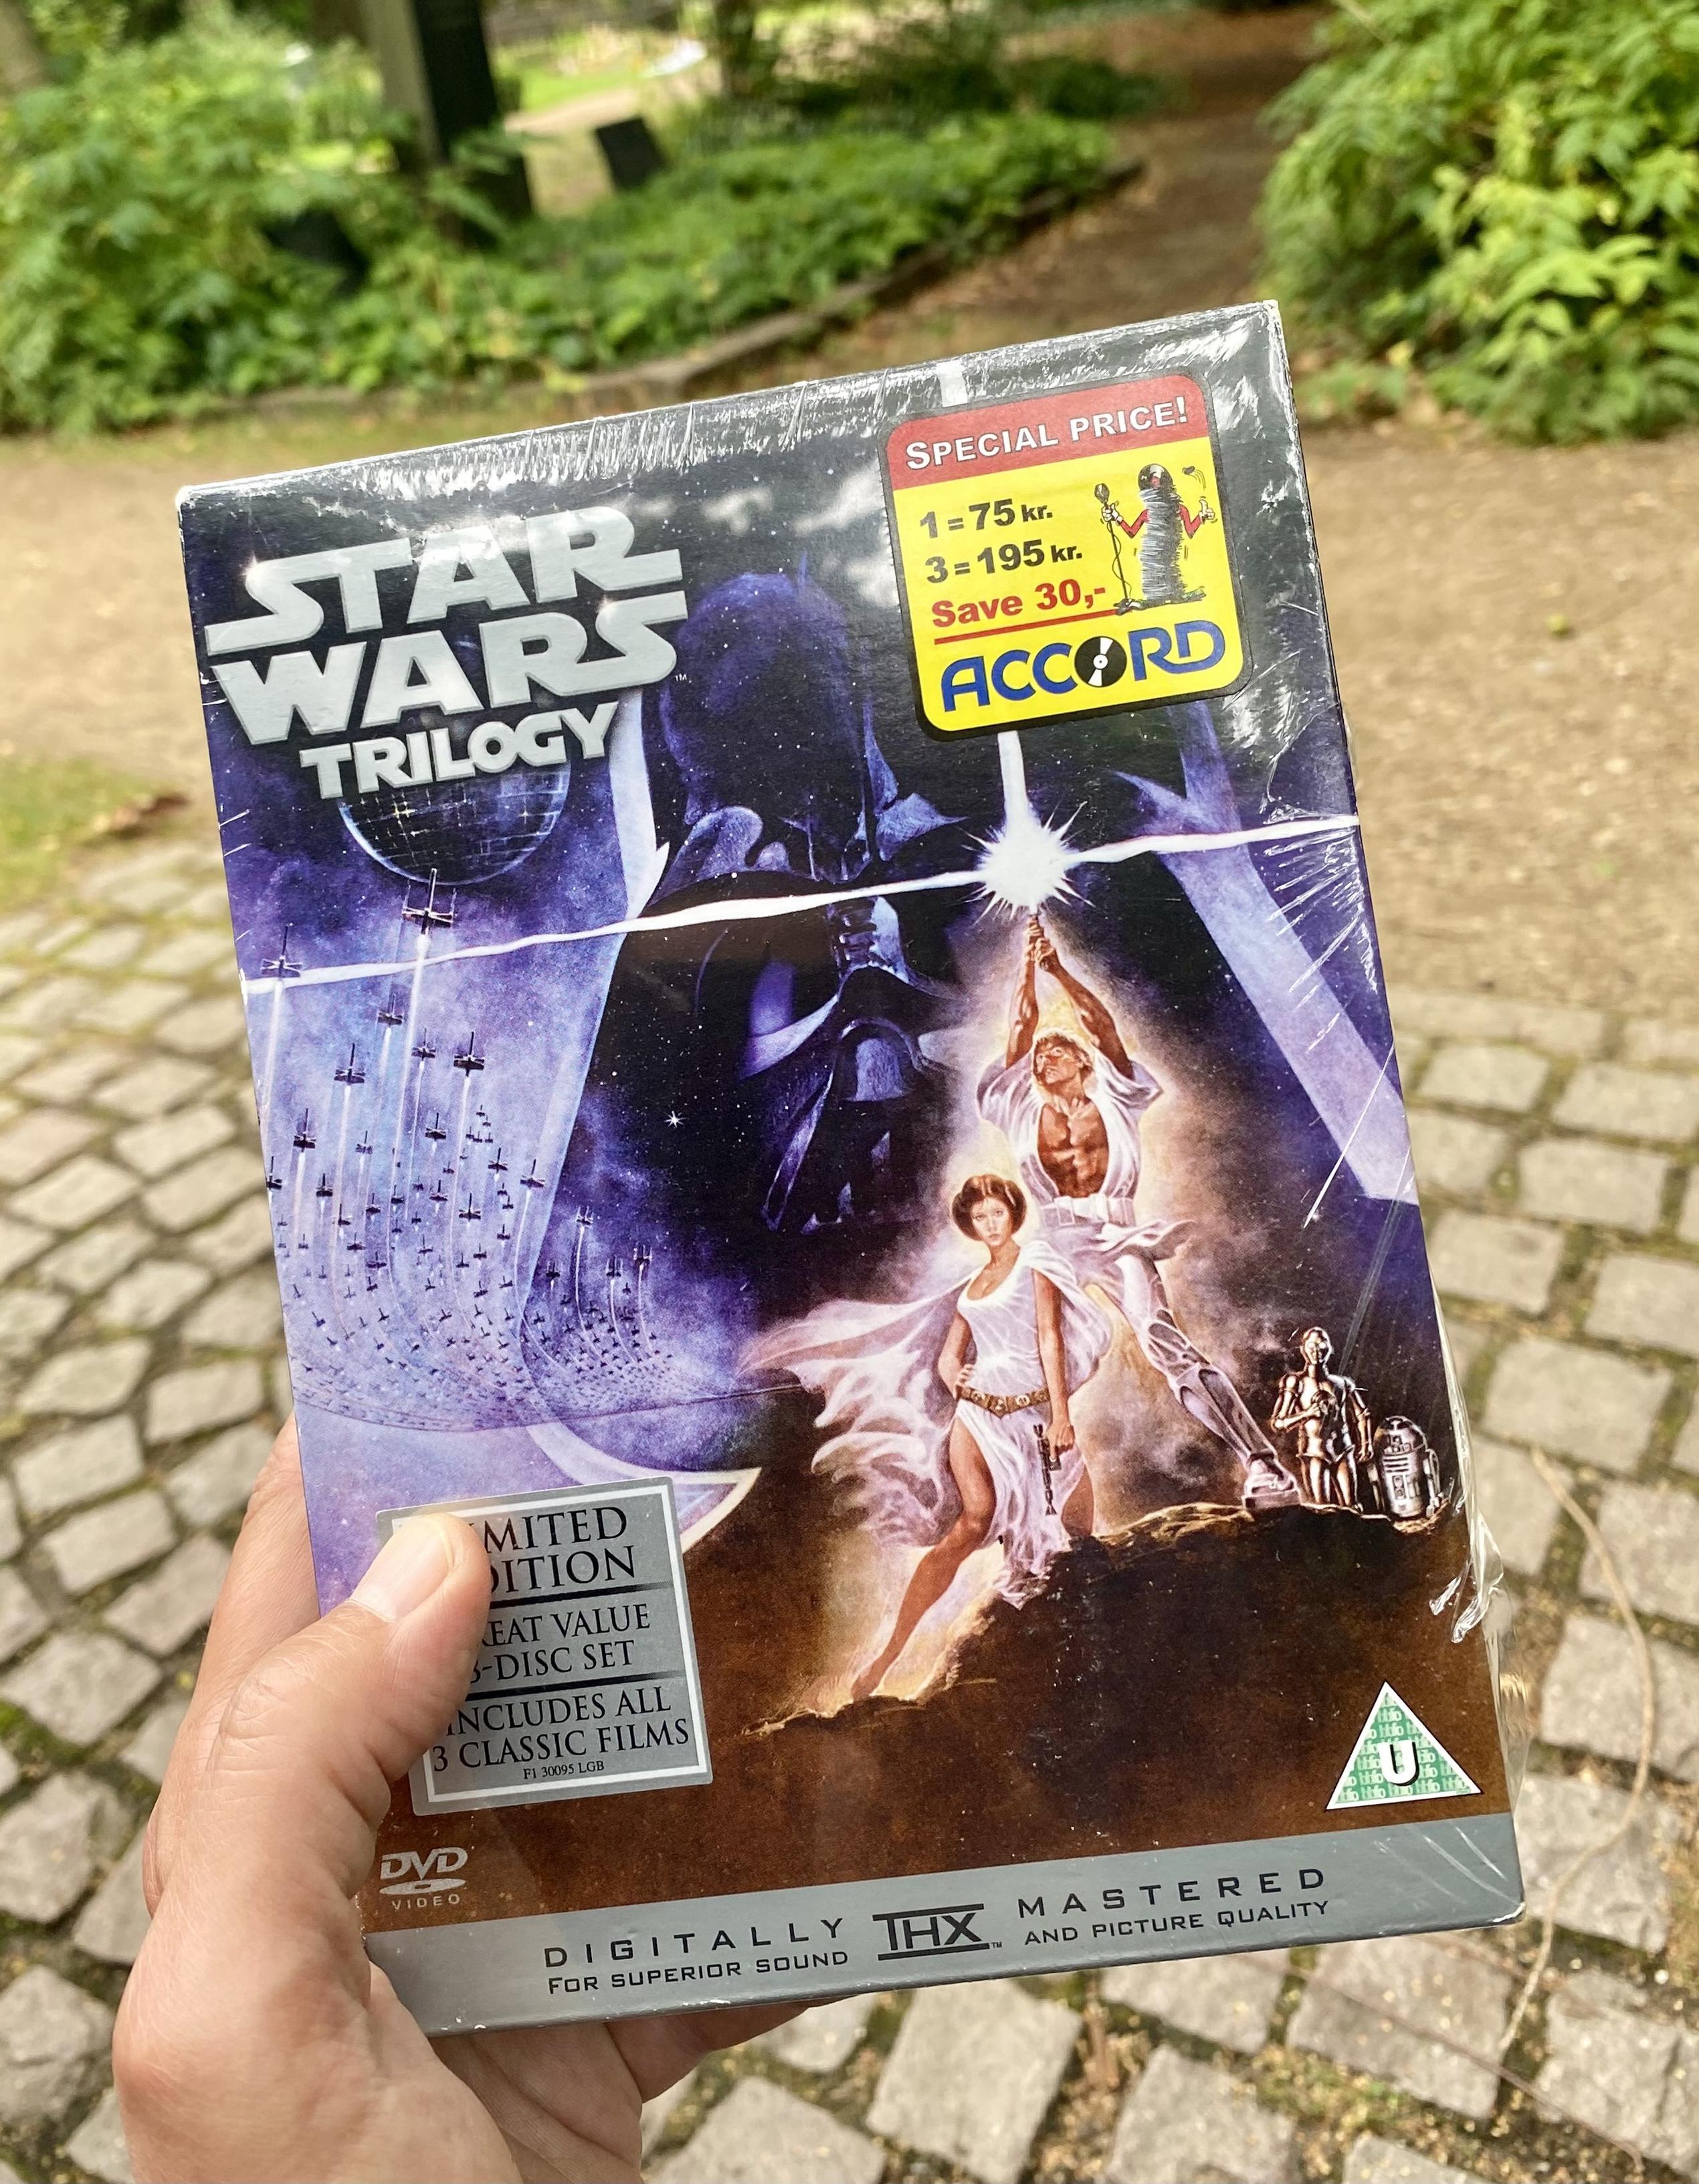 STAR
WARS
TRILOGY
™
SPECIAL PRICE!
1=75 kr.
3=195 kr.
Save 30,-
ACCORD
MITED
DITION
REAT VALUE
-DISC SET
INCLUDES ALL
3 CLASSIC FILMS
F1 30095 LGB
U
DVD
VIDEO
DIGITALLY THX™ MASTERED
FOR SUPERIOR SOUND AND PICTURE QUALITY